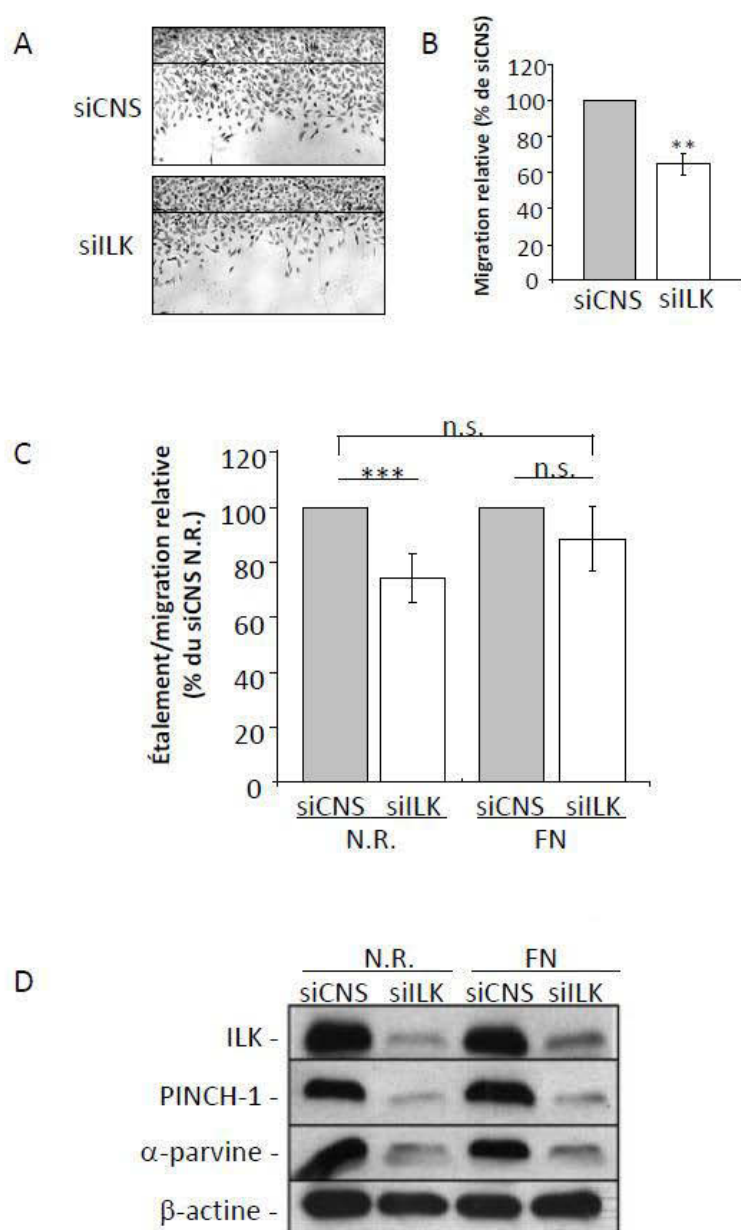 A
siCNS
siILK
B
Migration relative (% de siCNS)
120
100
80
60
40
20
0
**
siCNS siILK
C
Étalement/migration relative
(% du siCNS N.R.)
120
100
80
60
40
20
0
n.s.
***
n.s.
siCNS siILK siCNS siILK
N.R. FN
D
N.R. FN
siCNS siILK siCNS siILK
ILK -
PINCH-1 -
α-parvine -
β-actine -